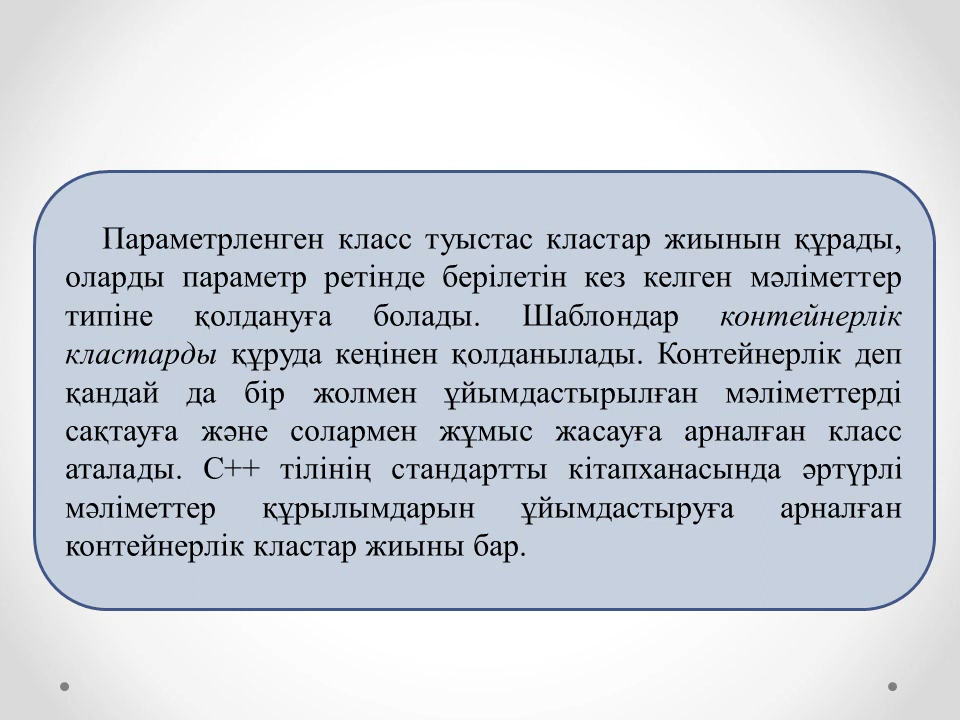 Параметрленген класс туыстас кластар жиынын құрады,
оларды параметр ретінде берілетін кез келген мәліметтер
типіне қолдануға болады. Шаблондар контейнерлік
кластарды құруда кеңінен қолданылады. Контейнерлік деп
қандай да бір жолмен ұйымдастырылған мәліметтерді
сақтауға және солармен жұмыс жасауға арналған класс
аталады. С++ тілінің стандартты кітапханасында әртүрлі
мәліметтер құрылымдарын ұйымдастыруға арналған
контейнерлік кластар жиыны бар.